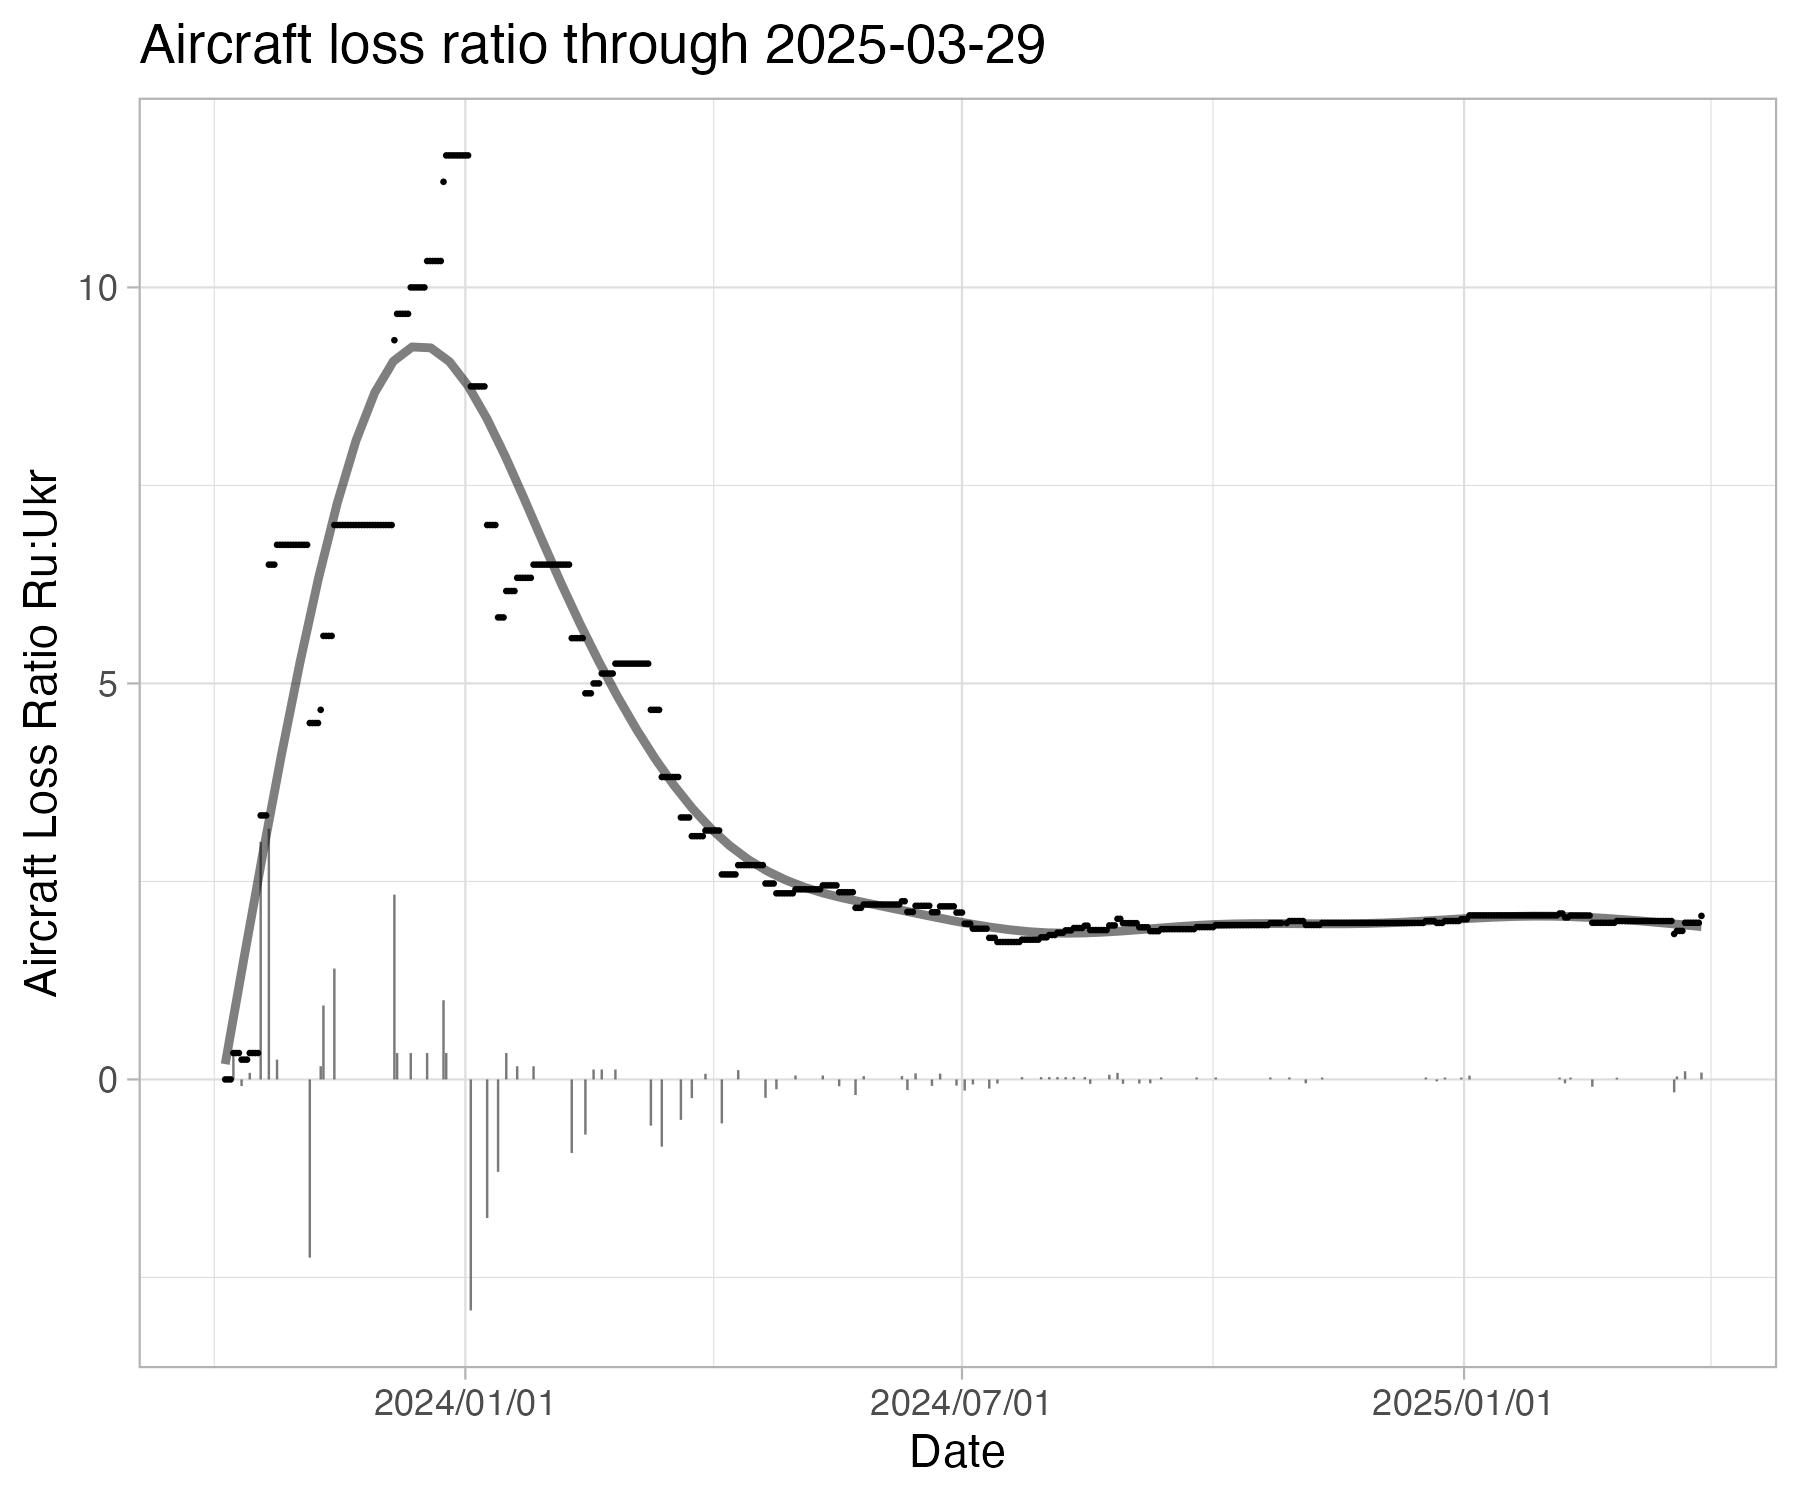 Aircraft loss ratio through 2025-03-29
Aircraft Loss Ratio Ru:Ukr
10
5
0
2024/01/01
2024/07/01
2025/01/01
Date